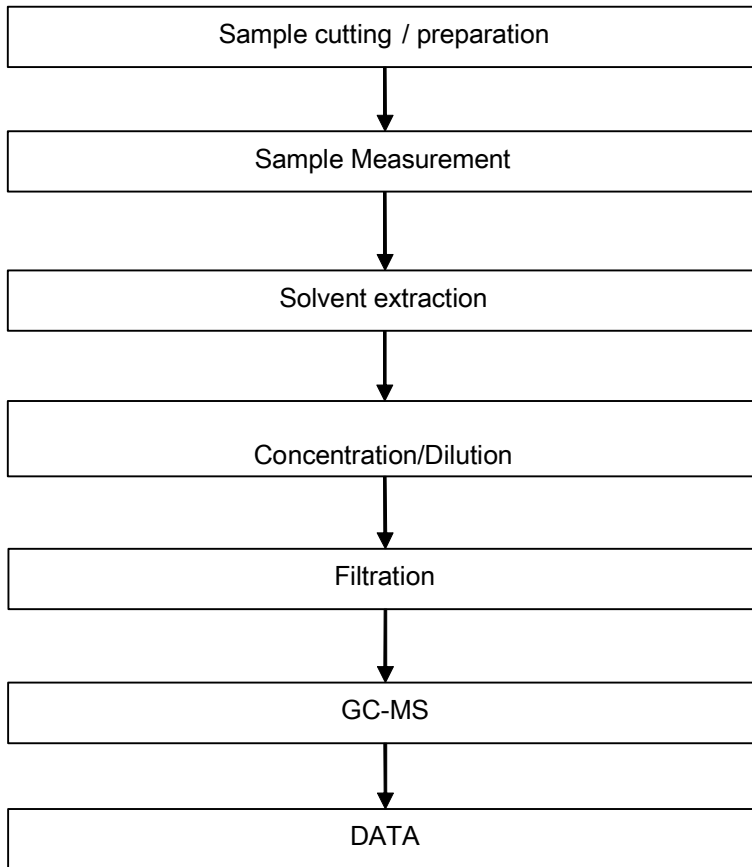 Sample cutting / preparation
Sample Measurement
Solvent extraction
Concentration/Dilution
Filtration
GC-MS
DATA